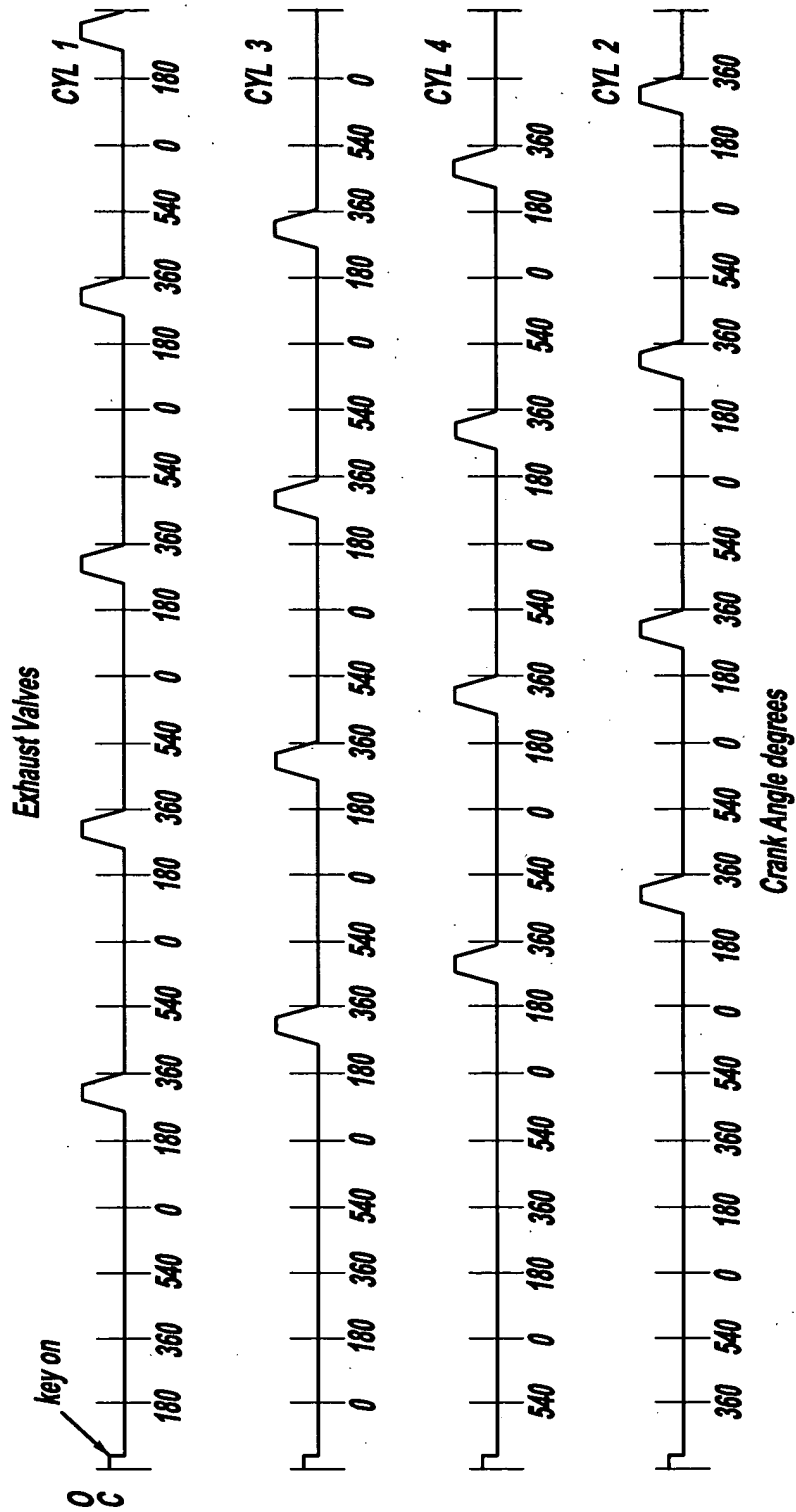 Exhaust Valves
key on
O
C
CYL 1
180 360 540 0 180 360 540 0 180 360 540 0 180 360 540 0 180 360 540 0 180
CYL 3
0 180 360 540 0 180 360 540 0 180 360 540 0 180 360 540 0 180 360 540 0
CYL 4
540 0 180 360 540 0 180 360 540 0 180 360 540 0 180 360 540 0 180 360
CYL 2
360 540 0 180 360 540 0 180 360 540 0 180 360 540 0 180 360 540 0 180 360
Crank Angle degrees